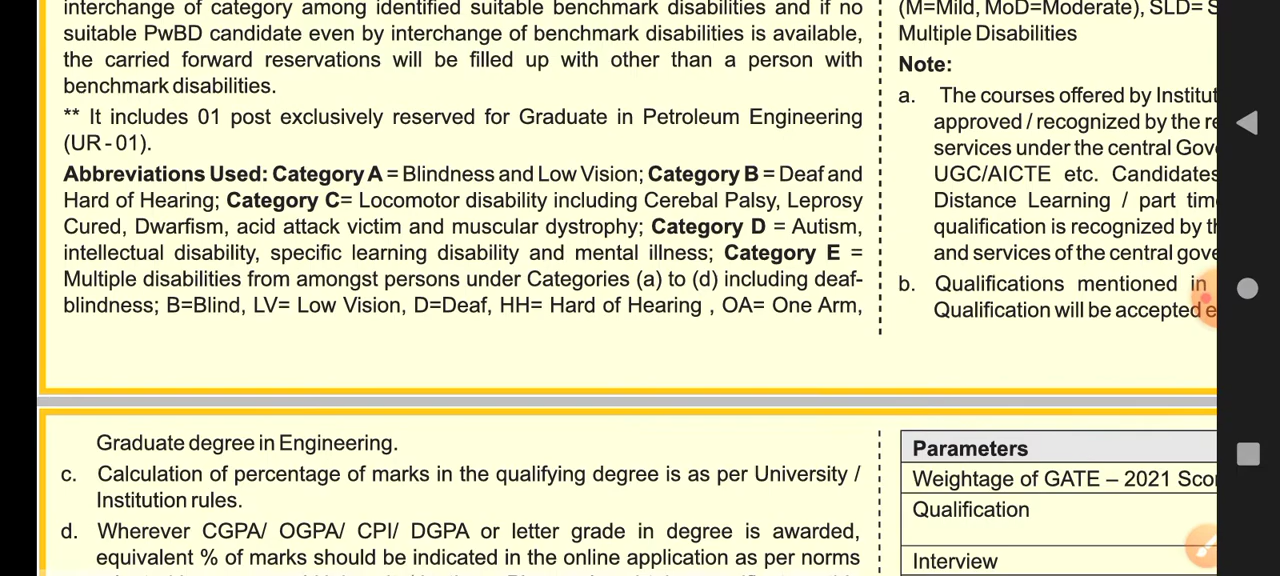 interchange of category among identified suitable benchmark disabilities and if no
suitable PwBD candidate even by interchange of benchmark disabilities is available,
the carried forward reservations will be filled up with other than a person with
benchmark disabilities.
** It includes 01 post exclusively reserved for Graduate in Petroleum Engineering
(UR - 01).
Abbreviations Used: Category A = Blindness and Low Vision; Category B = Deaf and
Hard of Hearing; Category C= Locomotor disability including Cerebal Palsy, Leprosy
Cured, Dwarfism, acid attack victim and muscular dystrophy; Category D = Autism,
intellectual disability, specific learning disability and mental illness; Category E =
Multiple disabilities from amongst persons under Categories (a) to (d) including deaf-
blindness; B=Blind, LV= Low Vision, D=Deaf, HH= Hard of Hearing , OA= One Arm,
(M=Mild, MoD=Moderate), SLD=
Multiple Disabilities
Note:
a. The courses offered by
approved / recognized by the
services under the central
UGC/AICTE etc. Candidates
Distance Learning / part
qualification is recognized by
and services of the central
b. Qualifications mentioned in
Qualification will be accepted
Graduate degree in Engineering.
c. Calculation of percentage of marks in the qualifying degree is as per University /
Institution rules.
d. Wherever CGPA/ OGPA/ CPI/ DGPA or letter grade in degree is awarded,
equivalent % of marks should be indicated in the online application as per norms
Parameters
Weightage of GATE – 2021
Qualification
Interview